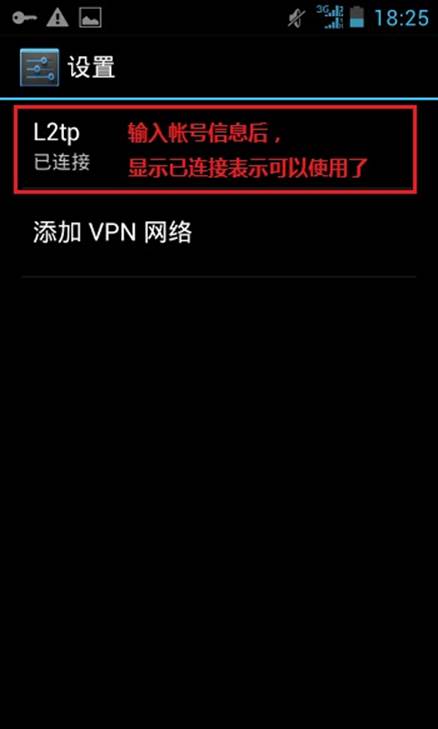 3G 18:25
设置
L2tp
输入帐号信息后，
已连接
显示已连接表示可以使用了
添加 VPN 网络